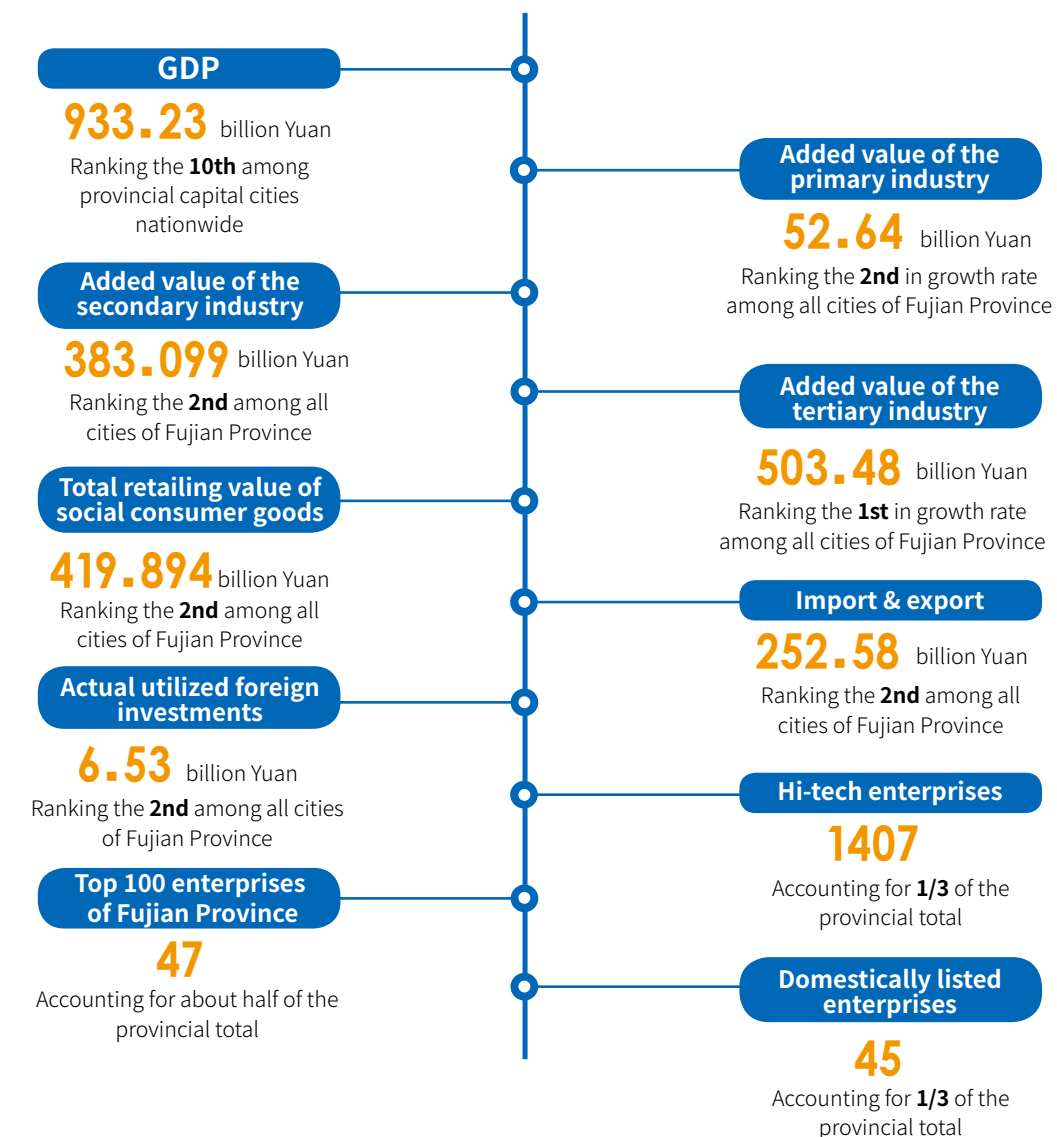 GDP
933.23 billion Yuan
Ranking the 10th among
provincial capital cities
nationwide
Added value of the
primary industry
52.64 billion Yuan
Ranking the 2nd in growth rate
among all cities of Fujian Province
Added value of the
secondary industry
383.099 billion Yuan
Ranking the 2nd among all
cities of Fujian Province
Added value of the
tertiary industry
503.48 billion Yuan
Ranking the 1st in growth rate
among all cities of Fujian Province
Total retailing value of
social consumer goods
419.894 billion Yuan
Ranking the 2nd among all
cities of Fujian Province
Import & export
252.58 billion Yuan
Ranking the 2nd among all
cities of Fujian Province
Actual utilized foreign
investments
6.53 billion Yuan
Ranking the 2nd among all cities
of Fujian Province
Hi-tech enterprises
1407
Accounting for 1/3 of the
provincial total
Top 100 enterprises
of Fujian Province
47
Accounting for about half of the
provincial total
Domestically listed
enterprises
45
Accounting for 1/3 of the
provincial total